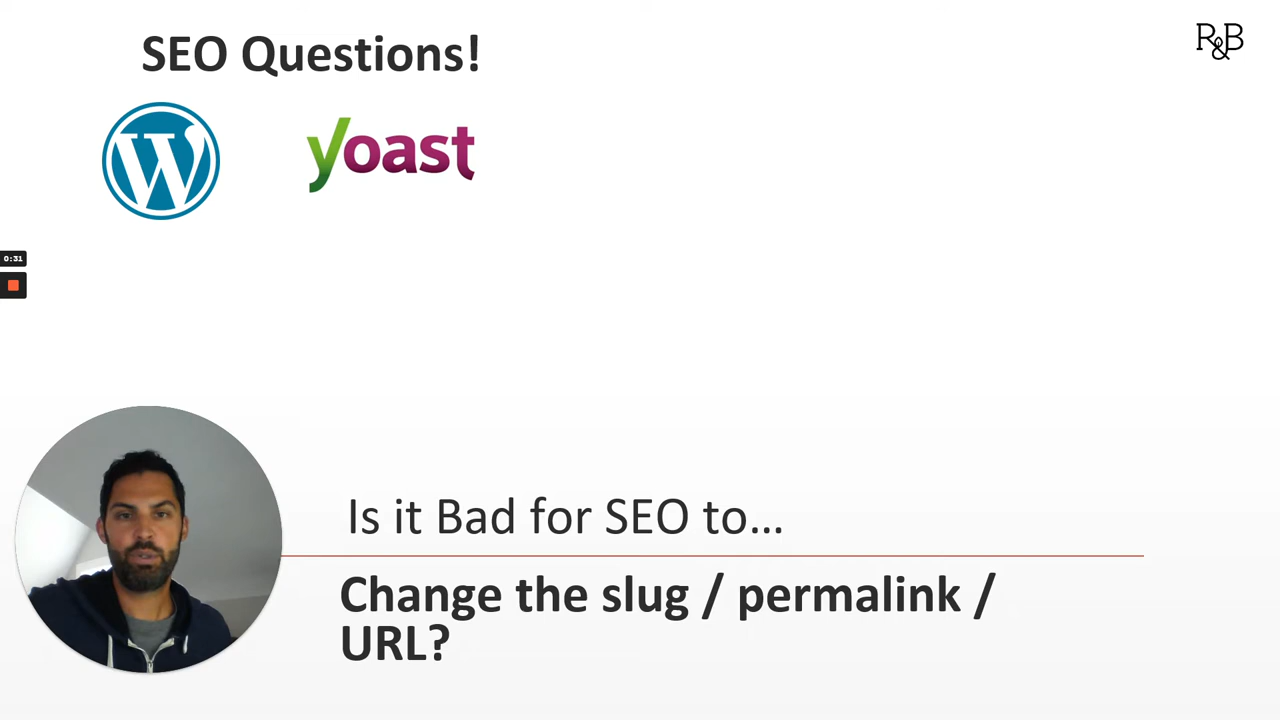 SEO Questions!
R&B
W
yoast
0:31
Is it Bad for SEO to...
Change the slug / permalink /
URL?